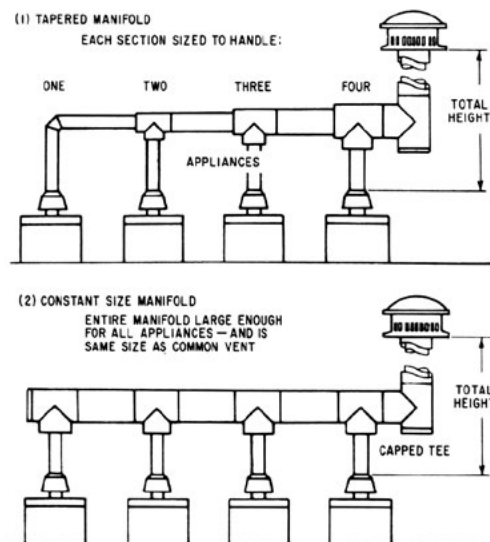 (1) TAPERED MANIFOLD
EACH SECTION SIZED TO HANDLE:
ONE
TWO
THREE
FOUR
TOTAL
HEIGHT
APPLIANCES
(2) CONSTANT SIZE MANIFOLD
ENTIRE MANIFOLD LARGE ENOUGH
FOR ALL APPLIANCES — AND IS
SAME SIZE AS COMMON VENT
TOTAL
HEIGHT
CAPPED TEE